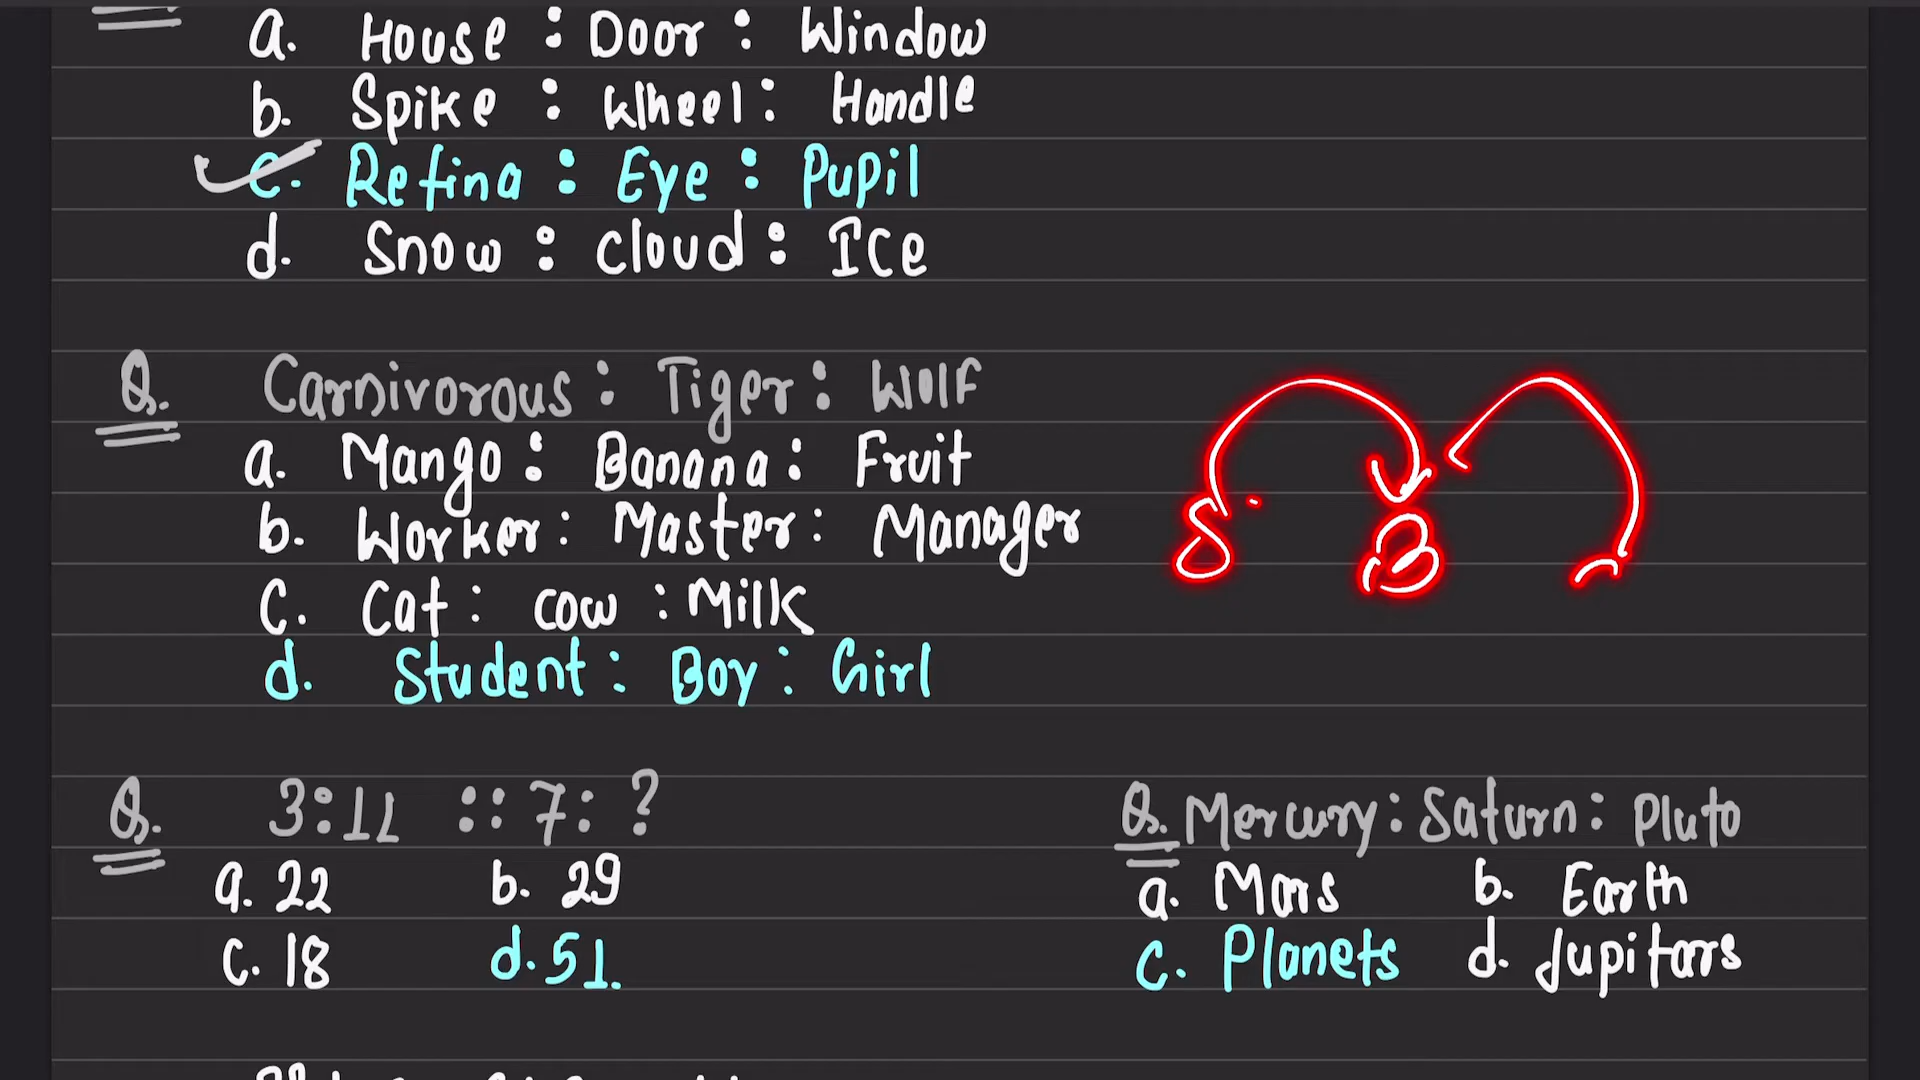 a. House : Door : Window
b. Spike : Wheel : Handle
c. Retina : Eye : Pupil
d. Snow : Cloud : Ice
Q. Carnivorous : Tiger : Wolf
a. Mango : Banana : Fruit
b. Worker : Master : Manager
C. Cat : cow : Milk
d. Student : Boy : Girl
S B
Q. 3:11 :: 7: ?
a. 22 b. 29
C. 18 d. 51.
Q. Mercury : Saturn : Pluto
a. Mars b. Earth
C. Planets d. Jupitars